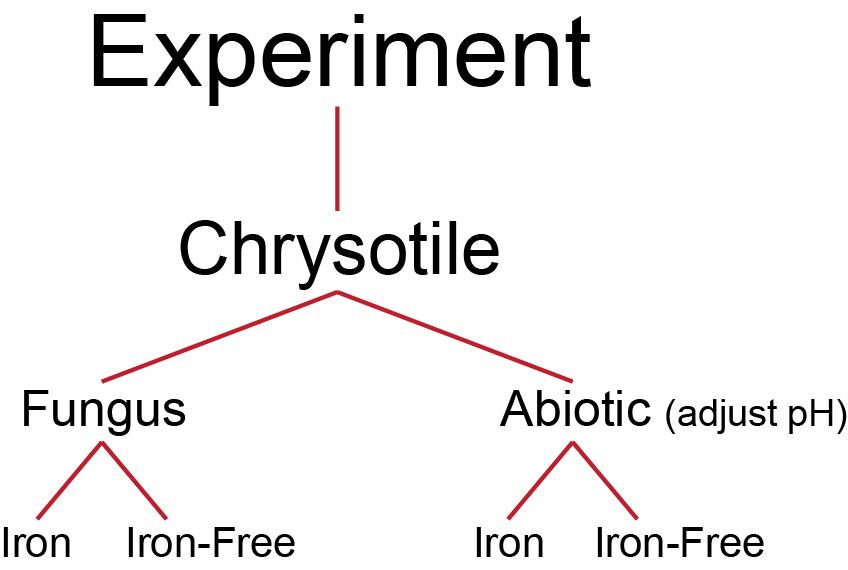 Experiment
Chrysotile
Fungus Abiotic (adjust pH)
Iron Iron-Free Iron Iron-Free